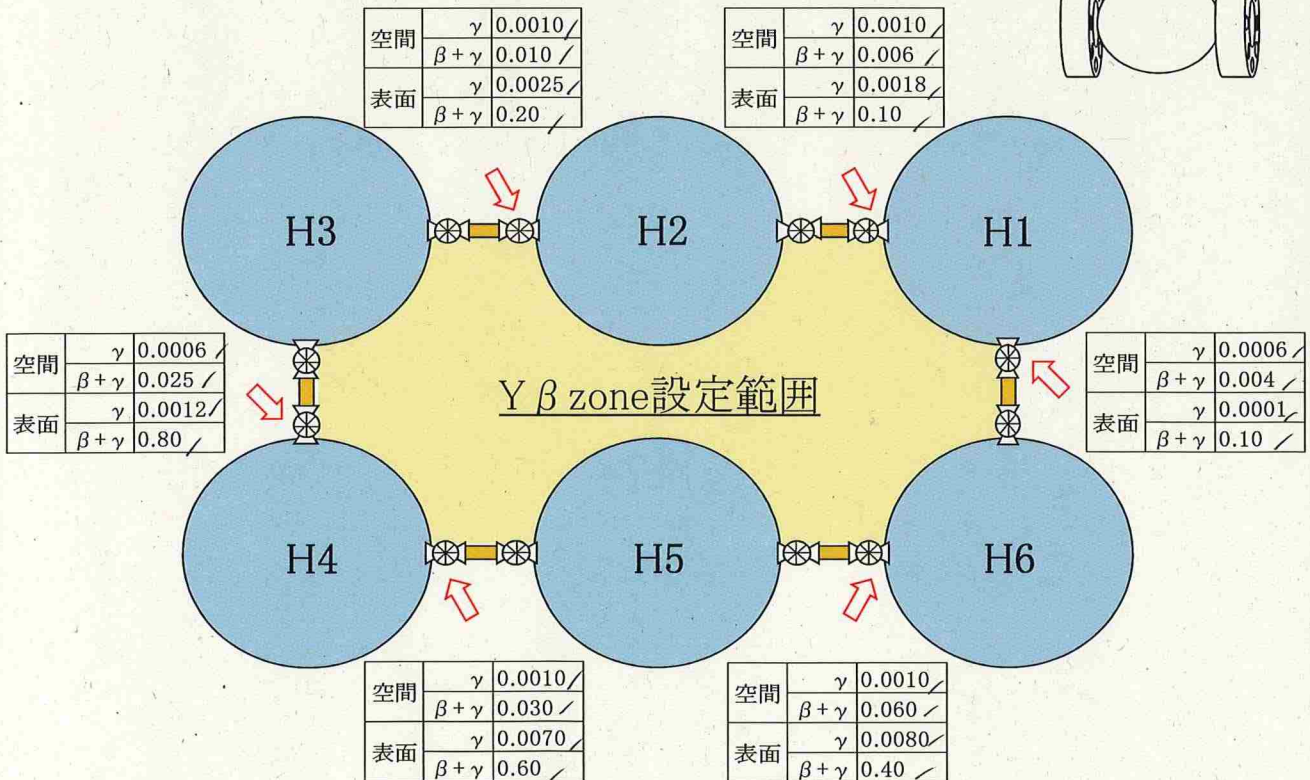 空間 γ 0.0010
β+γ 0.010
表面 γ 0.0025
β+γ 0.20
空間 γ 0.0010
β+γ 0.006
表面 γ 0.0018
β+γ 0.10
H3
H2
H1
空間 γ 0.0006
β+γ 0.025
表面 γ 0.0012
β+γ 0.80
Yβzone設定範囲
空間 γ 0.0006
β+γ 0.004
表面 γ 0.0001
β+γ 0.10
H4
H5
H6
空間 γ 0.0010
β+γ 0.030
表面 γ 0.0070
β+γ 0.60
空間 γ 0.0010
β+γ 0.060
表面 γ 0.0080
β+γ 0.40